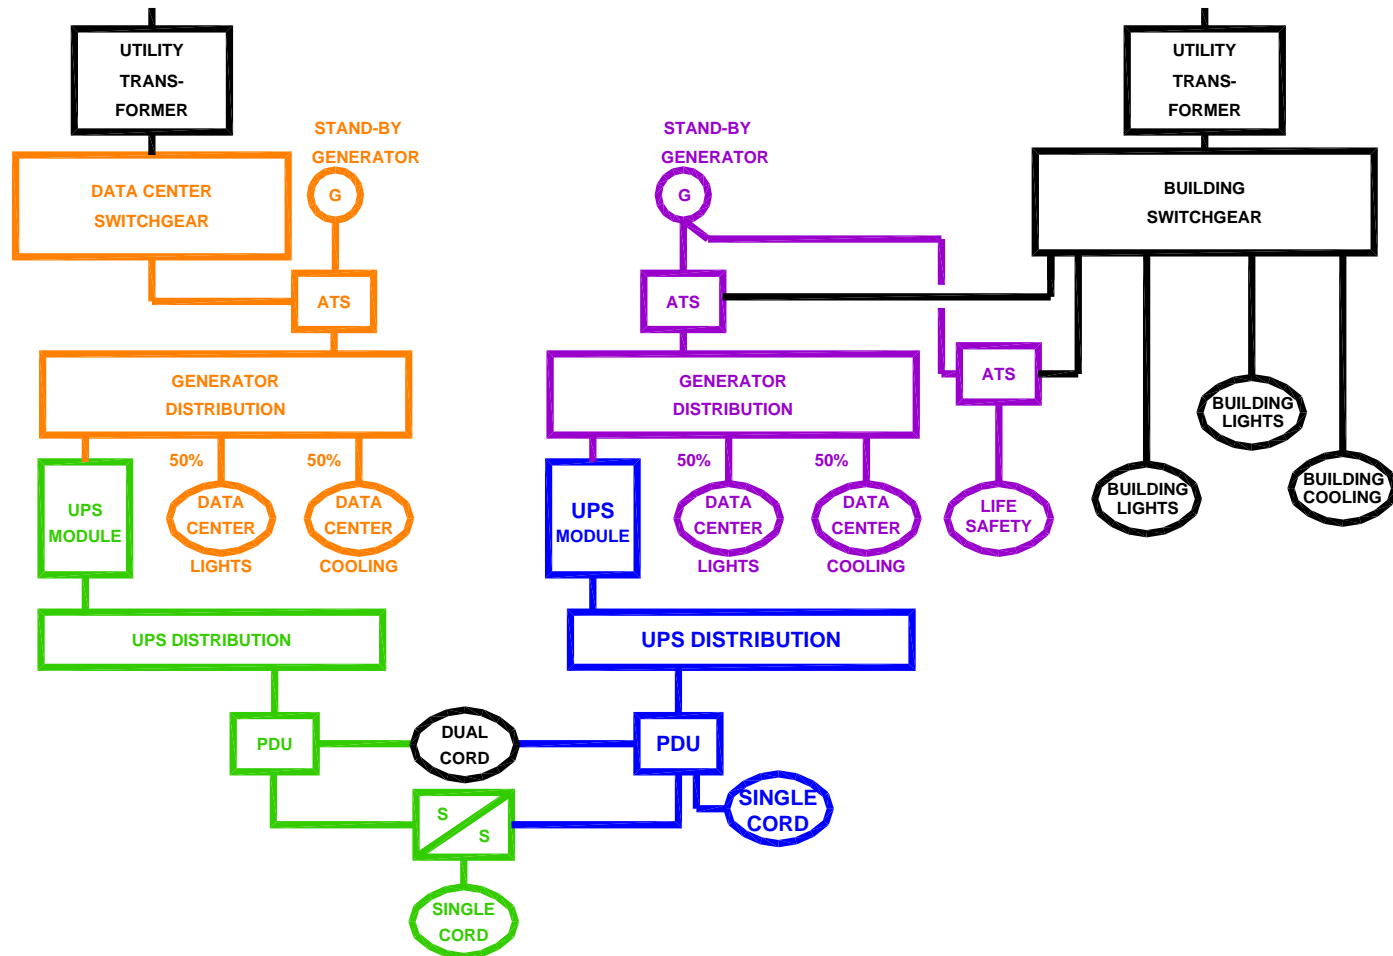 UTILITY
TRANS-
FORMER
UTILITY
TRANS-
FORMER
STAND-BY
GENERATOR
G
STAND-BY
GENERATOR
G
DATA CENTER
SWITCHGEAR
BUILDING
SWITCHGEAR
ATS
ATS
ATS
GENERATOR
DISTRIBUTION
GENERATOR
DISTRIBUTION
50%
50%
50%
50%
UPS
MODULE
DATA
CENTER
LIGHTS
DATA
CENTER
COOLING
UPS
MODULE
DATA
CENTER
LIGHTS
DATA
CENTER
COOLING
LIFE
SAFETY
BUILDING
LIGHTS
BUILDING
LIGHTS
BUILDING
COOLING
UPS DISTRIBUTION
UPS DISTRIBUTION
PDU
DUAL
CORD
PDU
S
S
SINGLE
CORD
SINGLE
CORD